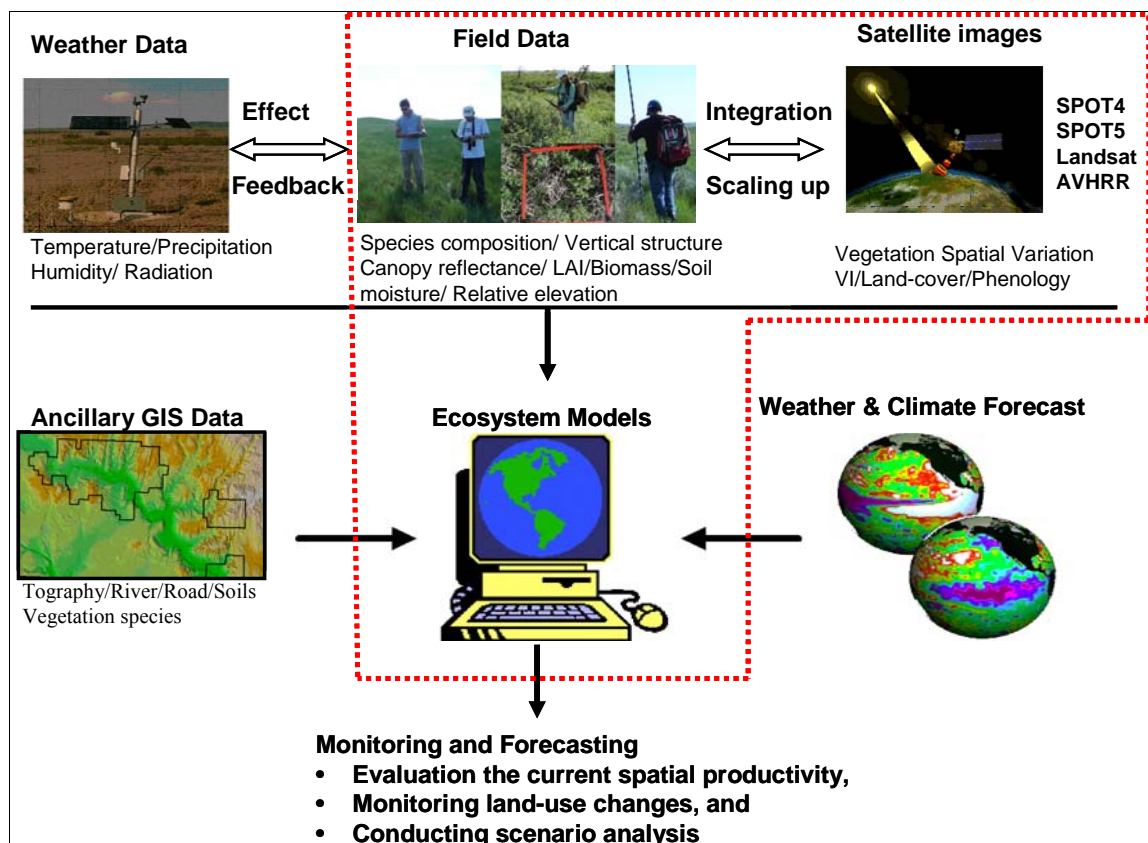 Weather Data
Field Data
Satellite images
Effect
Feedback
Integration
Scaling up
SPOT4
SPOT5
Landsat
AVHRR
Temperature/Precipitation
Humidity/ Radiation
Species composition/ Vertical structure
Canopy reflectance/ LAI/Biomass/Soil
moisture/ Relative elevation
Vegetation Spatial Variation
VI/Land-cover/Phenology
Ancillary GIS Data
Ecosystem Models
Weather & Climate Forecast
Tography/River/Road/Soils
Vegetation species
Monitoring and Forecasting
• Evaluation the current spatial productivity,
• Monitoring land-use changes, and
• Conducting scenario analysis